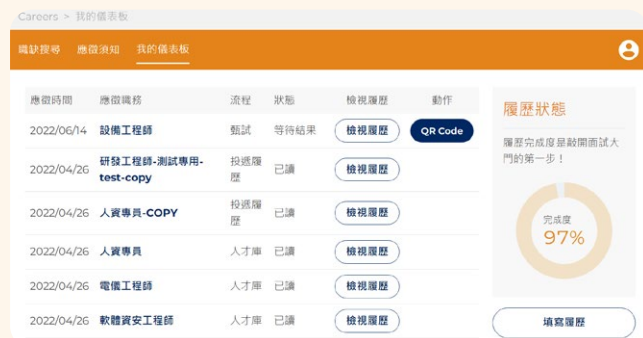 Careers > 我的儀表板
職缺搜尋 應徵須知 我的儀表板
應徵時間 應徵職務 流程 狀態 檢視履歷 動作
2022/06/14 設備工程師 甄試 等待結果 檢視履歷 QR Code
2022/04/26 研發工程師-測試專用-test-copy 投遞履歷 已讀 檢視履歷
2022/04/26 人資專員-COPY 投遞履歷 已讀 檢視履歷
2022/04/26 人資專員 人才庫 已讀 檢視履歷
2022/04/26 電儀工程師 人才庫 已讀 檢視履歷
2022/04/26 軟體資安工程師 人才庫 已讀 檢視履歷
履歷狀態
履歷完成度是敲開面試大
門的第一步！
完成度
97%
填寫履歷